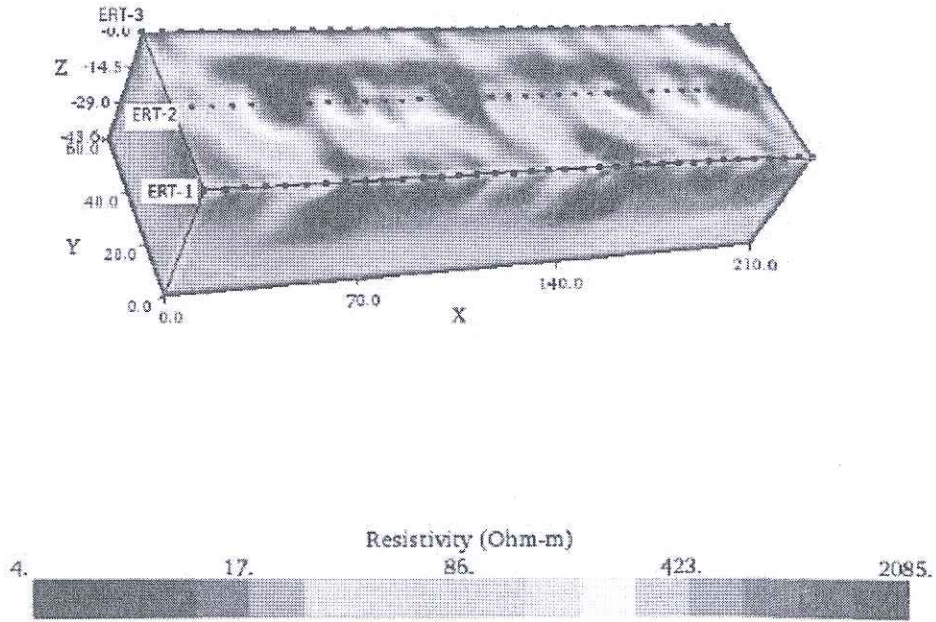 ERT-3
-0.0
Z -14.5
-29.0
ERT-2
-43.6
60.0
ERT-1
40.0
Y
20.0
0.0
0.0
70.0
140.0
210.0
X
Resistivity (Ohm-m)
4. 17. 86. 423. 2085.